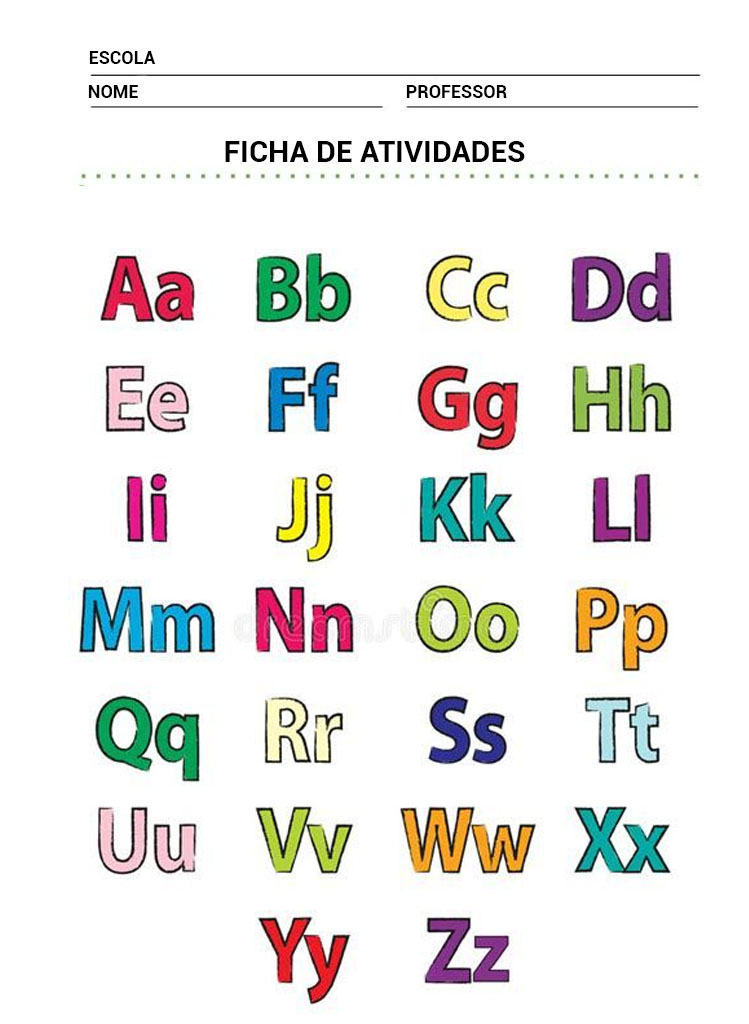 ESCOLA
NOME PROFESSOR
FICHA DE ATIVIDADES
Aa Bb Cc Dd
Ee Ff Gg Hh
Ii Jj Kk Ll
Mm Nn Oo Pp
dreamstime
Qq Rr Ss Tt
Uu Vv Ww Xx
Yy Zz